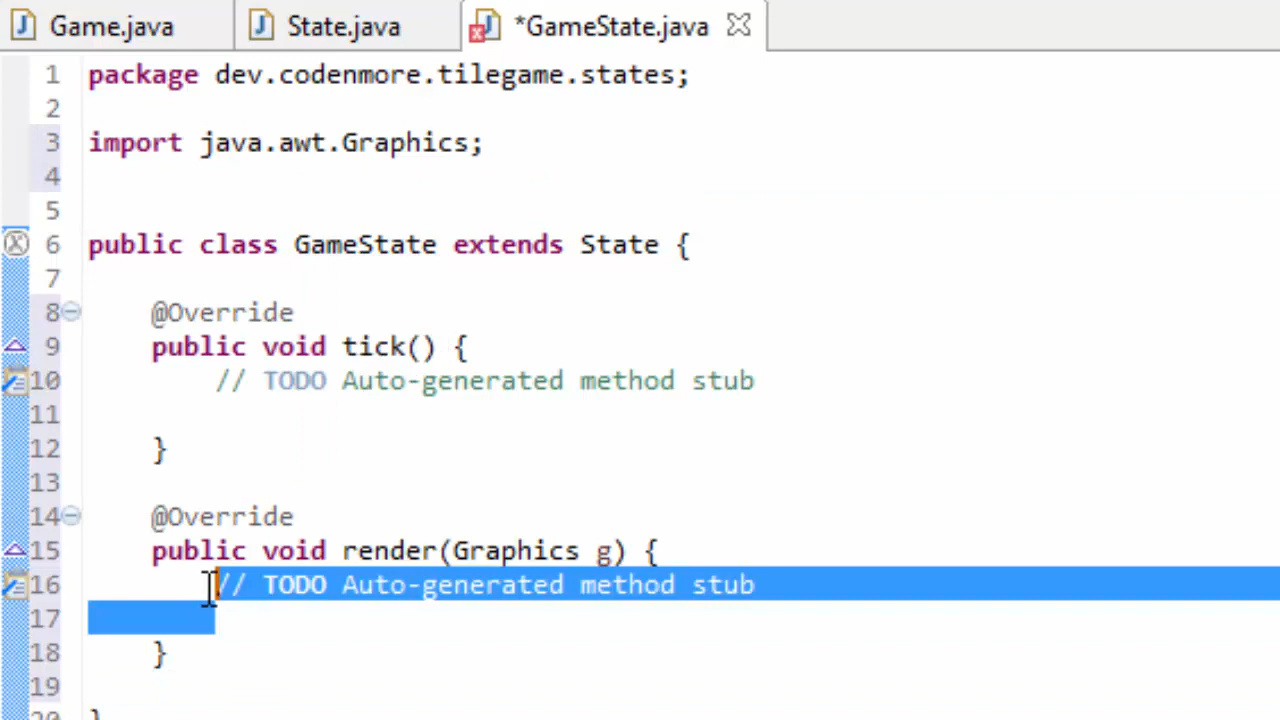 Game.java State.java *GameState.java
1 package dev.codenmore.tilegame.states;
2
3 import java.awt.Graphics;
4
5
6 public class GameState extends State {
7
8 @Override
9 public void tick() {
10 // TODO Auto-generated method stub
11
12 }
13
14 @Override
15 public void render(Graphics g) {
16 // TODO Auto-generated method stub
17
18 }
19
20 }